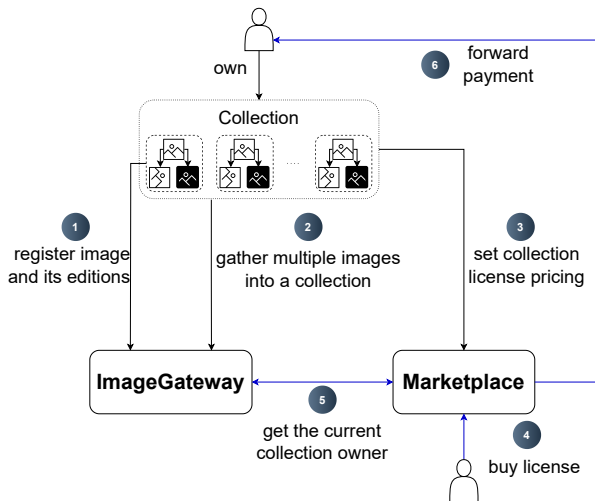 6
forward
payment
own
Collection
1
register image
and its editions
2
gather multiple images
into a collection
3
set collection
license pricing
ImageGateway
Marketplace
5
get the current
collection owner
4
buy license